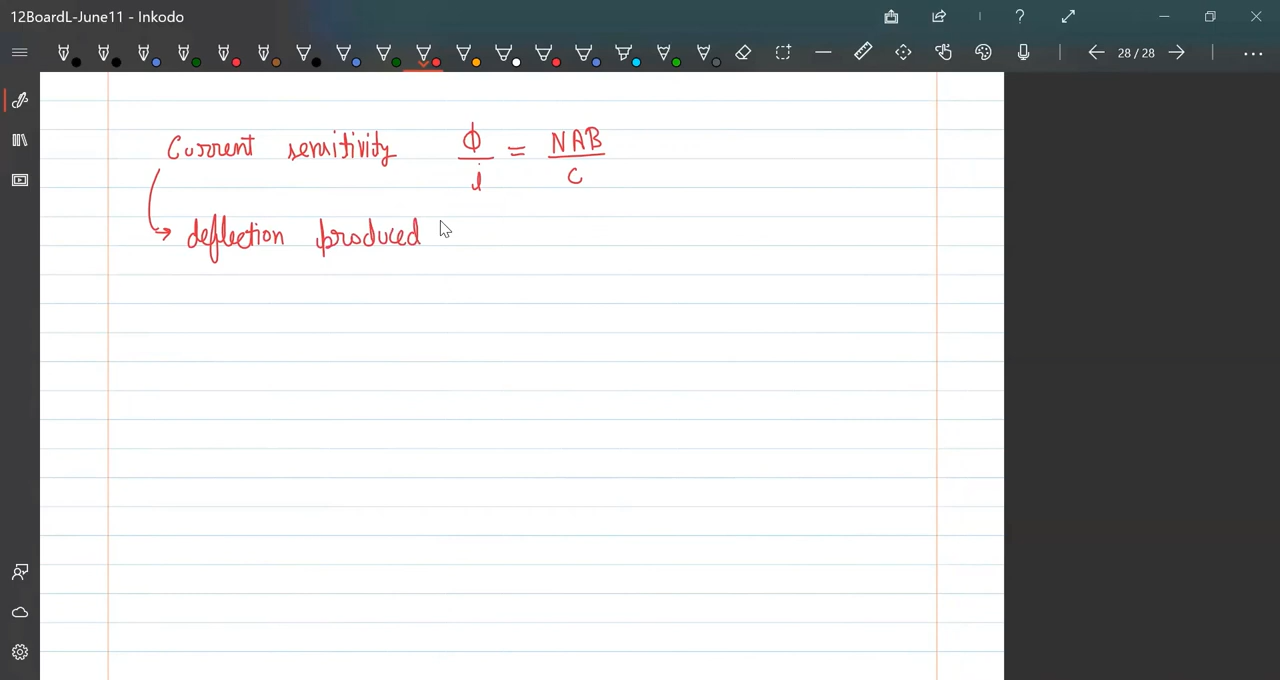 12BoardL-June11 - Inkodo
28 / 28
Current sensitivity ϕ/i = NAB/c
deflection produced